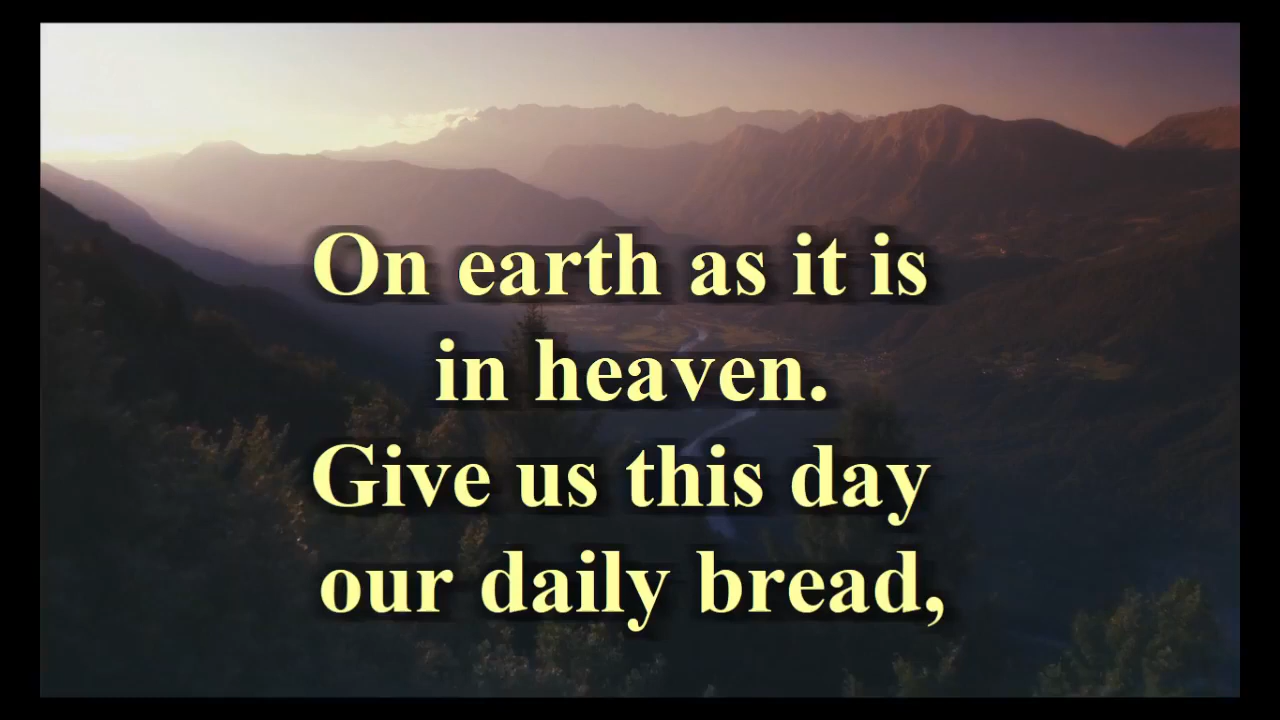 On earth as it is
in heaven.
Give us this day
our daily bread,